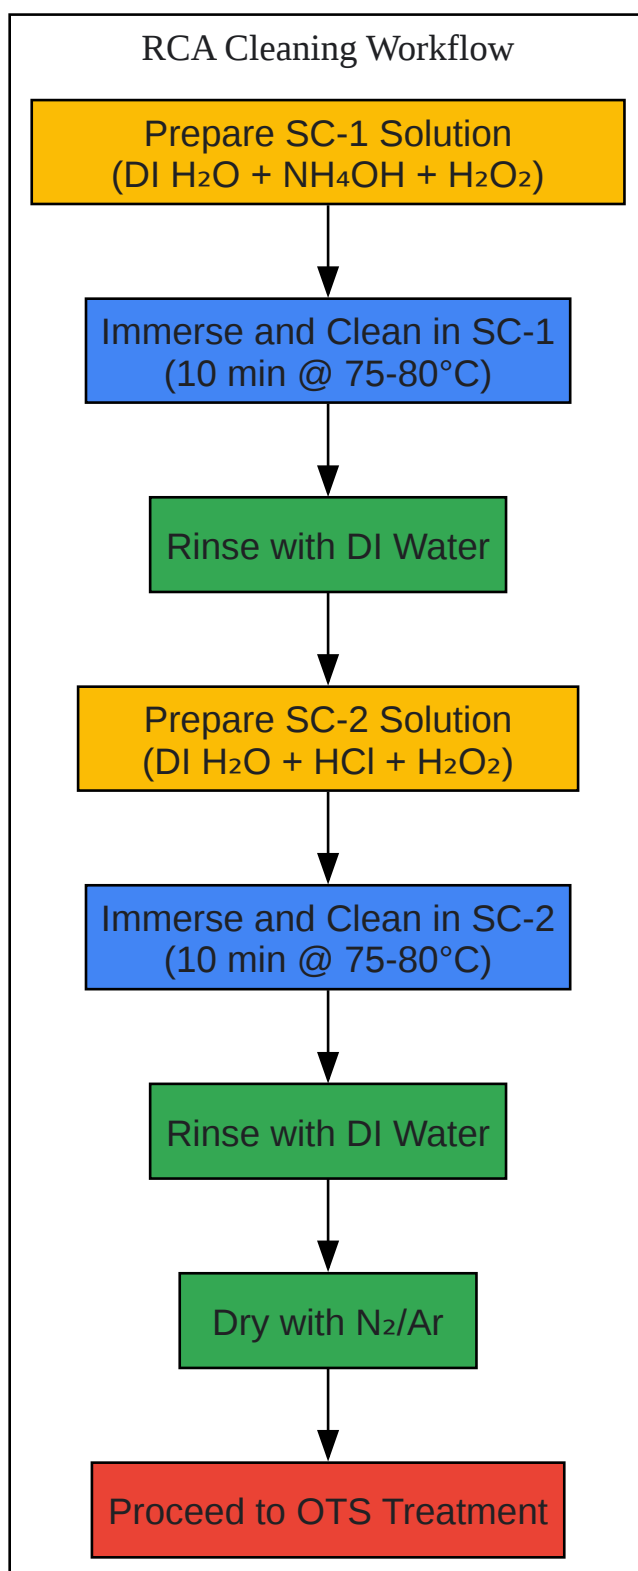 RCA Cleaning Workflow
Prepare SC-1 Solution
(DI H₂O + NH₄OH + H₂O₂)
Immerse and Clean in SC-1
(10 min @ 75-80°C)
Rinse with DI Water
Prepare SC-2 Solution
(DI H₂O + HCl + H₂O₂)
Immerse and Clean in SC-2
(10 min @ 75-80°C)
Rinse with DI Water
Dry with N₂/Ar
Proceed to OTS Treatment